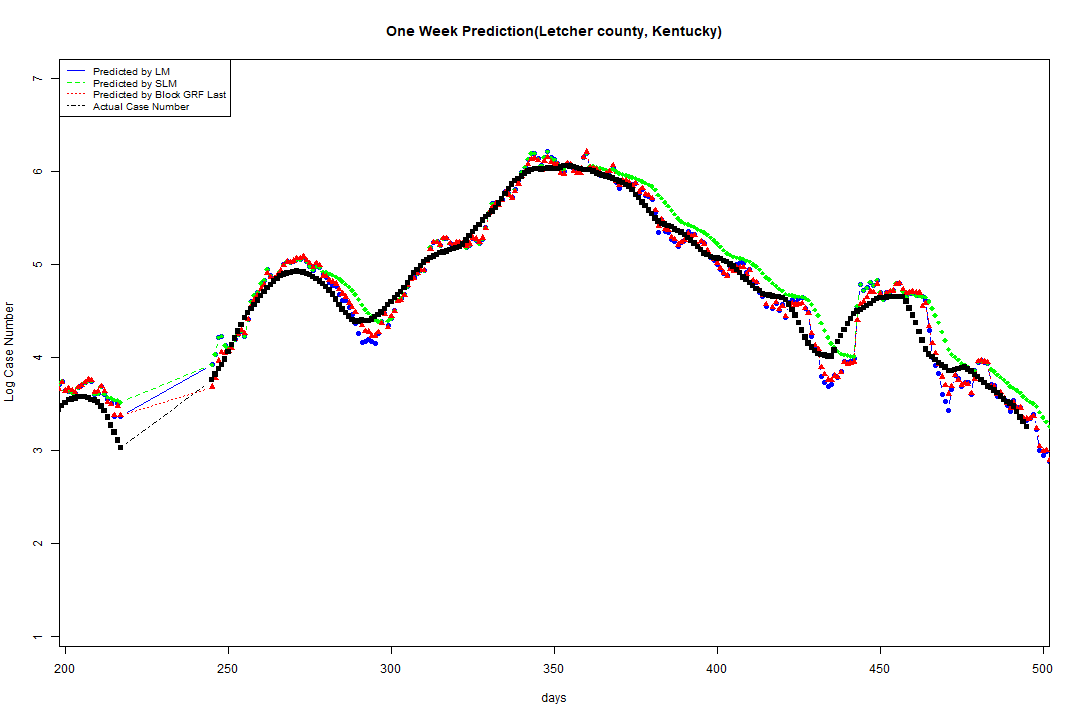 One Week Prediction(Letcher county, Kentucky)
Predicted by LM
Predicted by SLM
Predicted by Block GRF Last
Actual Case Number
7
6
5
4
3
2
1
Log Case Number
200 250 300 350 400 450 500
days